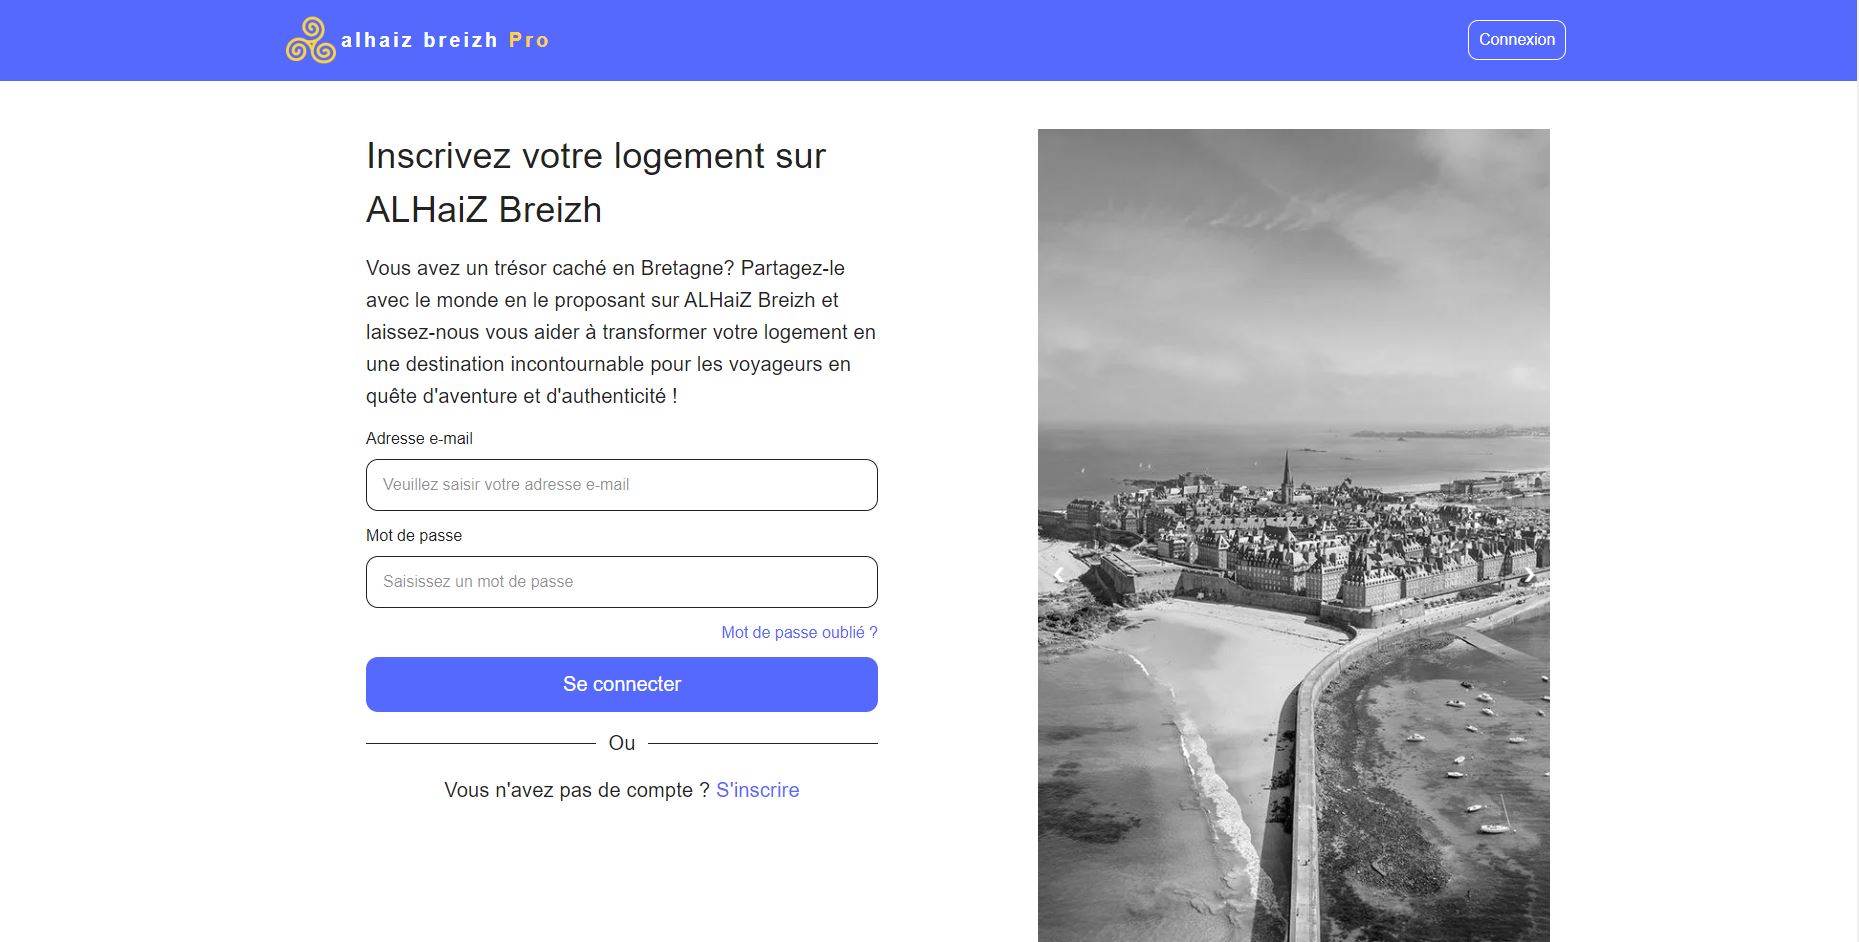 alhaiz breizh Pro
Connexion
Inscrivez votre logement sur
ALHaiZ Breizh
Vous avez un trésor caché en Bretagne? Partagez-le
avec le monde en le proposant sur ALHaiZ Breizh et
laissez-nous vous aider à transformer votre logement en
une destination incontournable pour les voyageurs en
quête d'aventure et d'authenticité !
Adresse e-mail
Veuillez saisir votre adresse e-mail
Mot de passe
Saisissez un mot de passe
Mot de passe oublié ?
Se connecter
Ou
Vous n'avez pas de compte ? S'inscrire